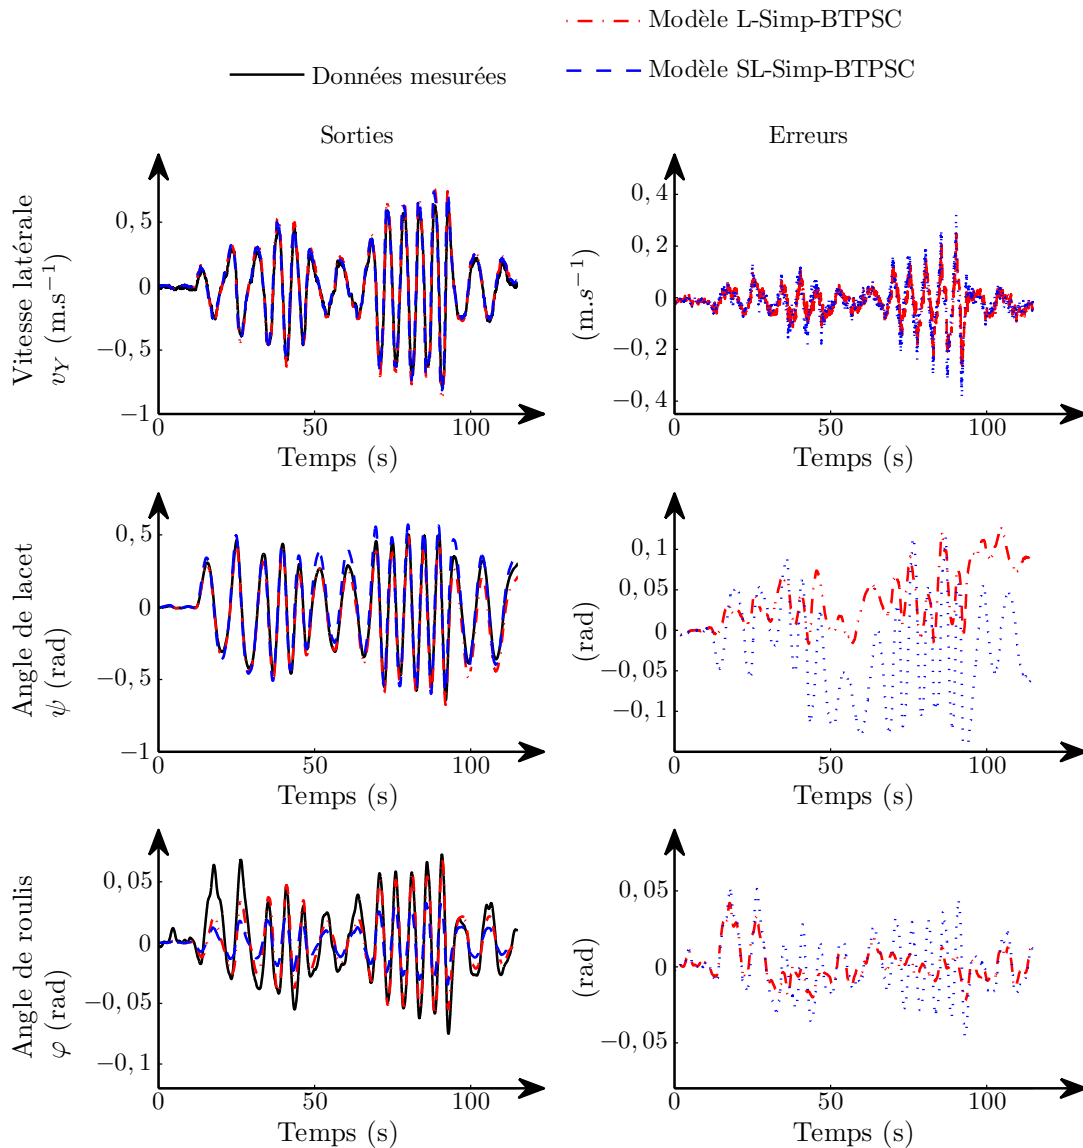 Modèle L-Simp-BTPSC
Données mesurées
Modèle SL-Simp-BTPSC
Sorties
Erreurs
Vitesse latérale
v_Y (m.s⁻¹)
0,5
0
−0,5
−1
0 50 100
Temps (s)
(m.s⁻¹)
0,4
0,2
0
−0,2
−0,4
0 50 100
Temps (s)
Angle de lacet
ψ (rad)
0,5
0
−0,5
−1
0 50 100
Temps (s)
(rad)
0,1
0,05
0
−0,05
−0,1
0 50 100
Temps (s)
Angle de roulis
φ (rad)
0,05
0
−0,05
−0,1
0 50 100
Temps (s)
(rad)
0,05
0
−0,05
0 50 100
Temps (s)